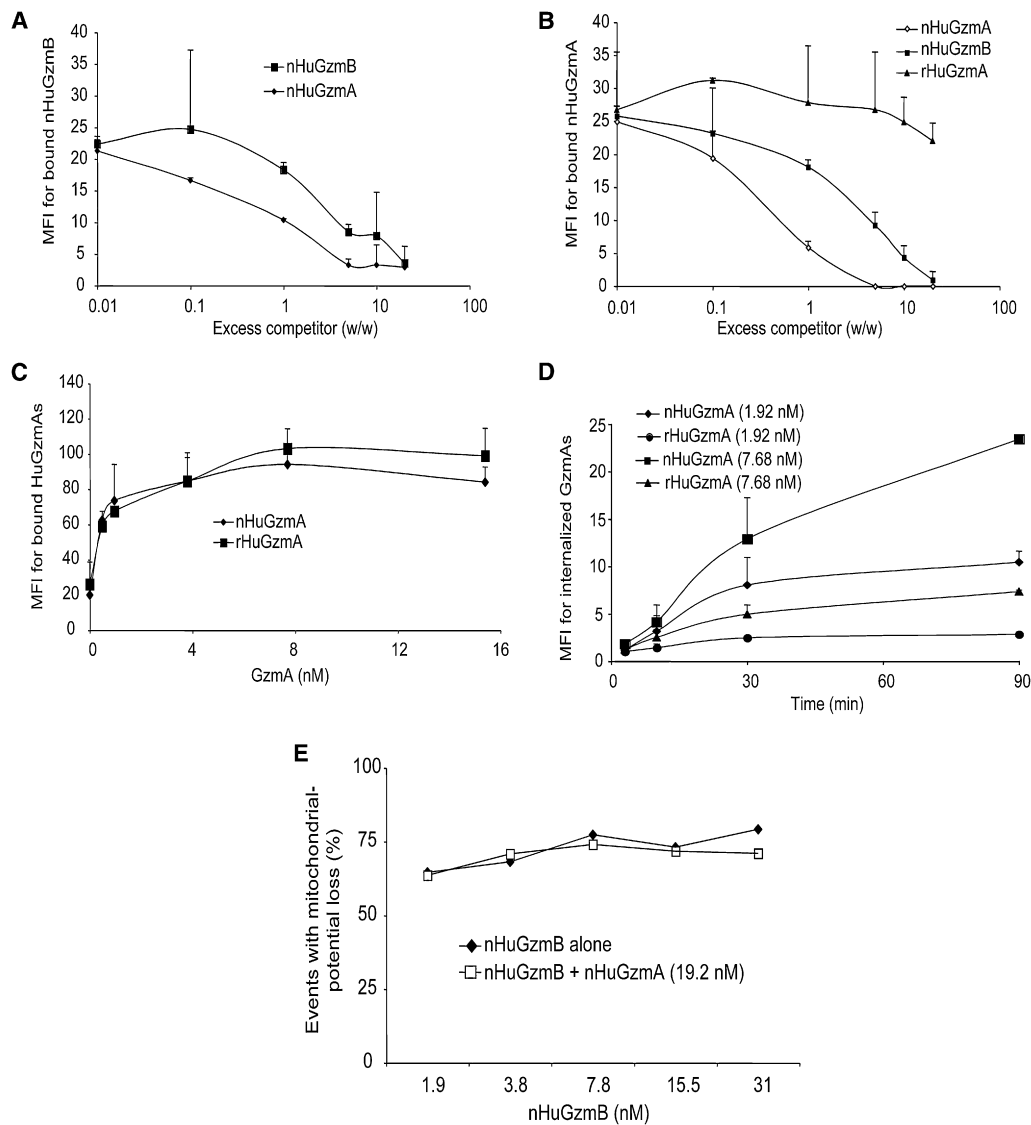 A
MFI for bound nHuGzmB
40
35
30
25
20
15
10
5
0
0.01 0.1 1 10 100
Excess competitor (w/w)
nHuGzmB
nHuGzmA
B
MFI for bound nHuGzmA
40
35
30
25
20
15
10
5
0
0.01 0.1 1 10 100
Excess competitor (w/w)
nHuGzmA
nHuGzmB
rHuGzmA
C
MFI for bound HuGzmAs
140
120
100
80
60
40
20
0
0 4 8 12 16
GzmA (nM)
nHuGzmA
rHuGzmA
D
MFI for internalized GzmAs
25
20
15
10
5
0
0 30 60 90
Time (min)
nHuGzmA (1.92 nM)
rHuGzmA (1.92 nM)
nHuGzmA (7.68 nM)
rHuGzmA (7.68 nM)
E
Events with mitochondrial-
potential loss (%)
100
75
50
25
0
1.9 3.8 7.8 15.5 31
nHuGzmB (nM)
nHuGzmB alone
nHuGzmB + nHuGzmA (19.2 nM)